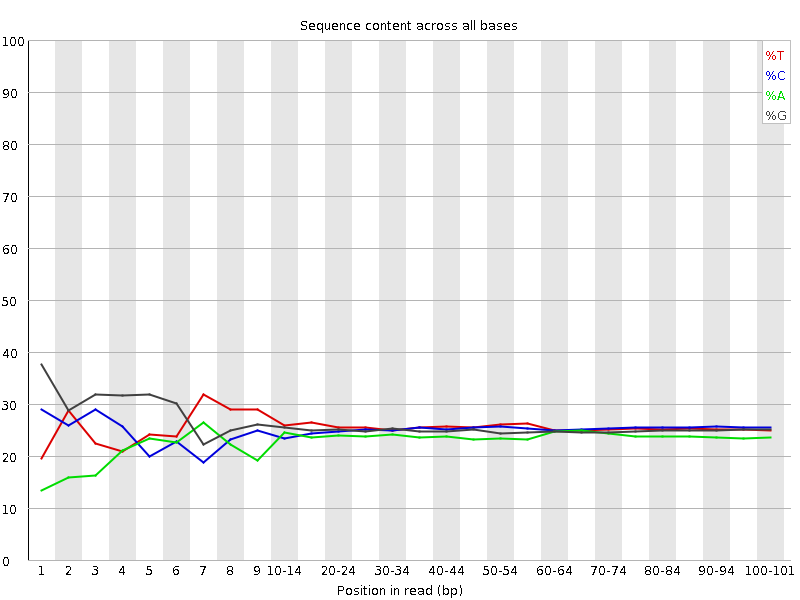 Sequence content across all bases
100
90
80
70
60
50
40
30
20
10
0
%T
%C
%A
%G
1 2 3 4 5 6 7 8 9 10-14 20-24 30-34 40-44 50-54 60-64 70-74 80-84 90-94 100-101
Position in read (bp)